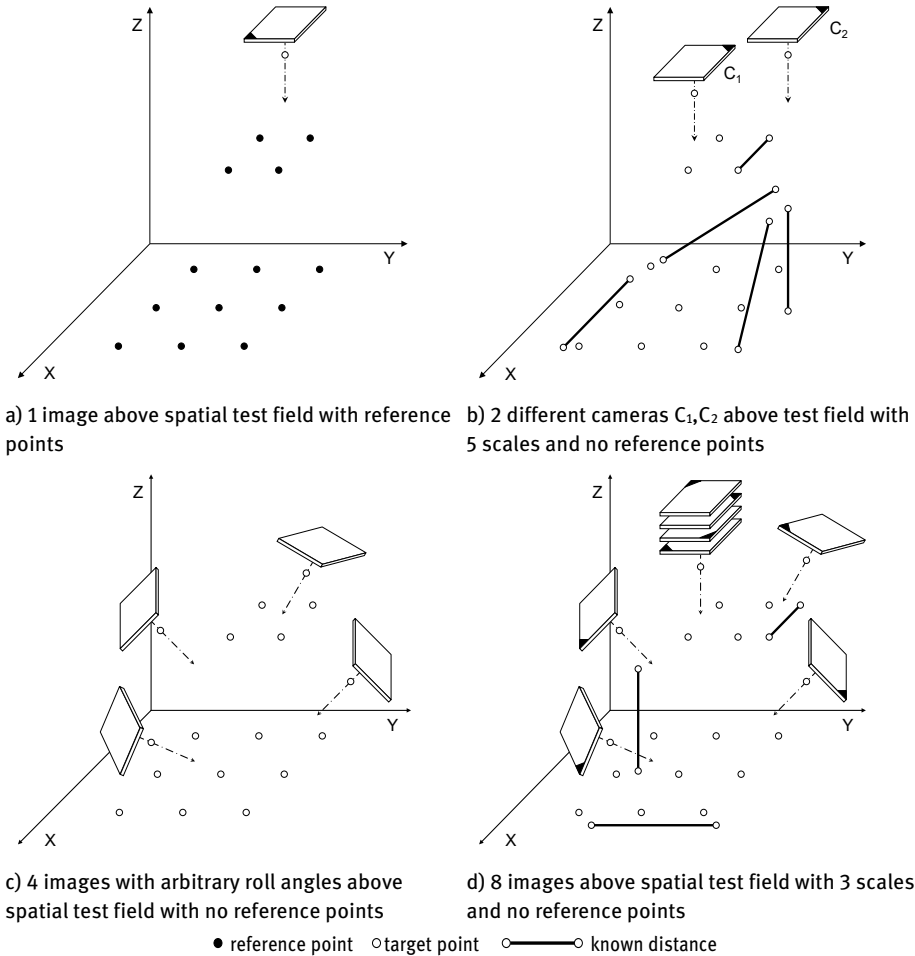 Z
Y
X
a) 1 image above spatial test field with reference
points
Z
C₁
C₂
Y
X
b) 2 different cameras C₁,C₂ above test field with
5 scales and no reference points
Z
Y
X
c) 4 images with arbitrary roll angles above
spatial test field with no reference points
Z
Y
X
d) 8 images above spatial test field with 3 scales
and no reference points
reference point target point known distance